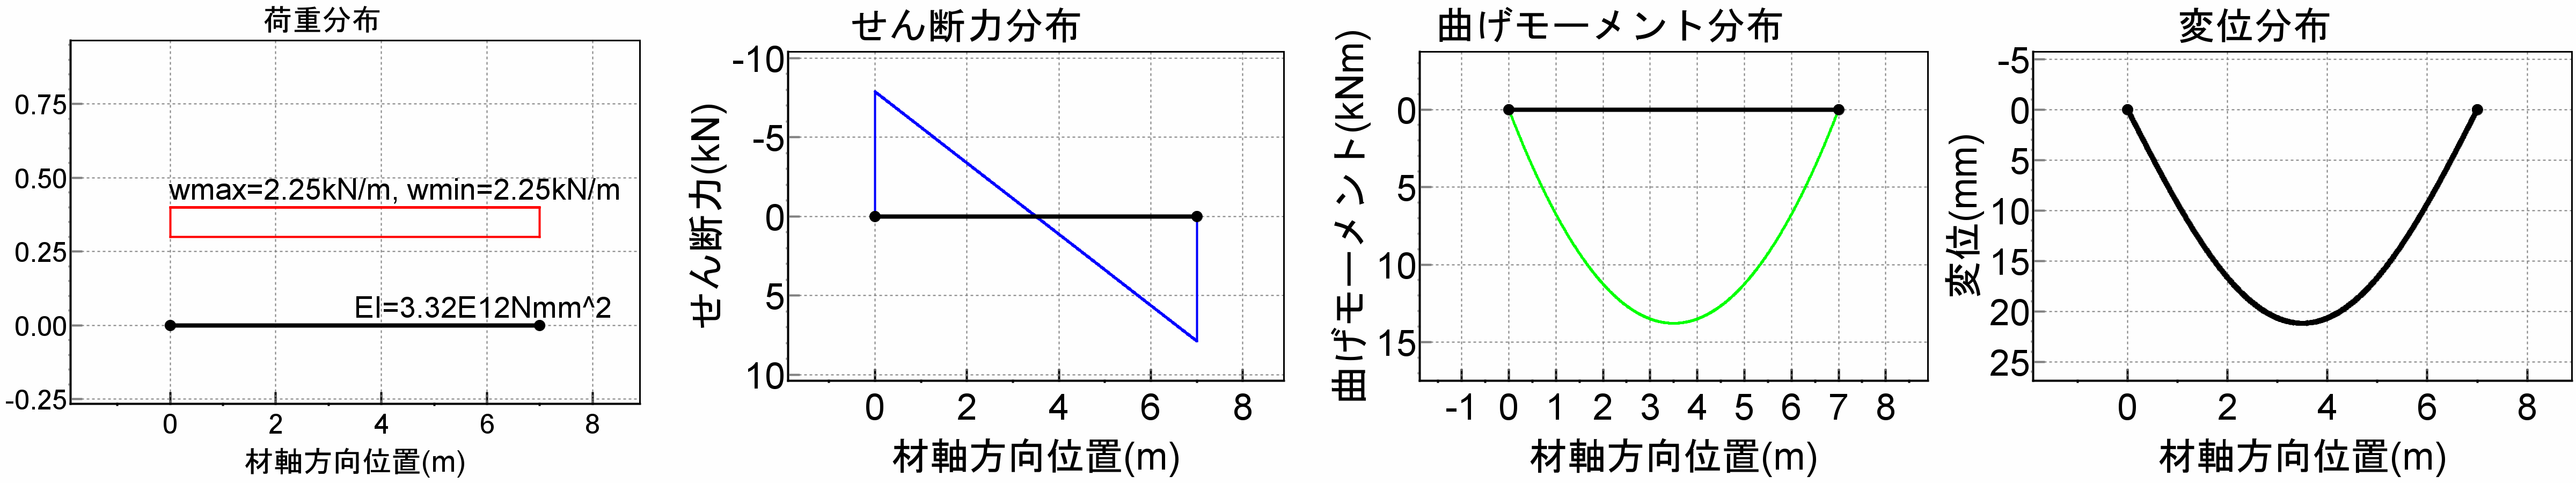 荷重分布
0.75
0.50
0.25
0.00
-0.25
wmax=2.25kN/m, wmin=2.25kN/m
EI=3.32E12Nmm^2
0 2 4 6 8
材軸方向位置(m)
せん断力分布
せん断力(kN)
-10
-5
0
5
10
0 2 4 6 8
材軸方向位置(m)
曲げモーメント分布
曲げモーメント(kNm)
0
5
10
15
-1 0 1 2 3 4 5 6 7 8
材軸方向位置(m)
変位分布
変位(mm)
-5
0
5
10
15
20
25
0 2 4 6 8
材軸方向位置(m)